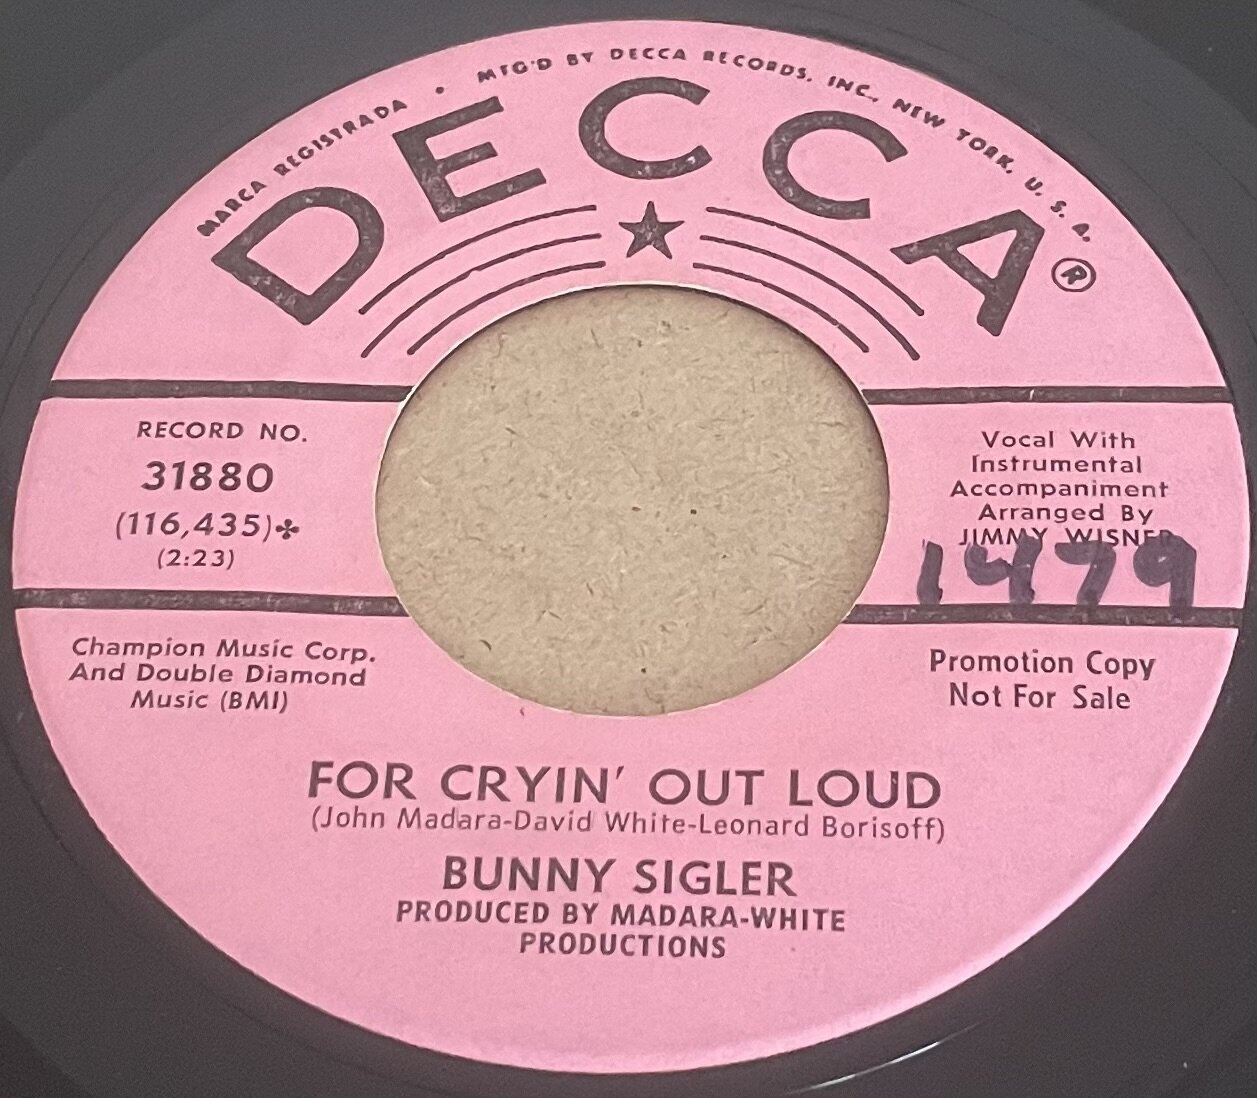 MARCA REGISTRADA • MFG'D BY DECCA RECORDS, INC., NEW YORK, U. S. A.
DECCA®
RECORD NO.
31880
(116,435)✤
(2:23)
Vocal With
Instrumental
Accompaniment
Arranged By
JIMMY WISNER
1479
Champion Music Corp.
And Double Diamond
Music (BMI)
Promotion Copy
Not For Sale
FOR CRYIN' OUT LOUD
(John Madara-David White-Leonard Borisoff)
BUNNY SIGLER
PRODUCED BY MADARA-WHITE
PRODUCTIONS